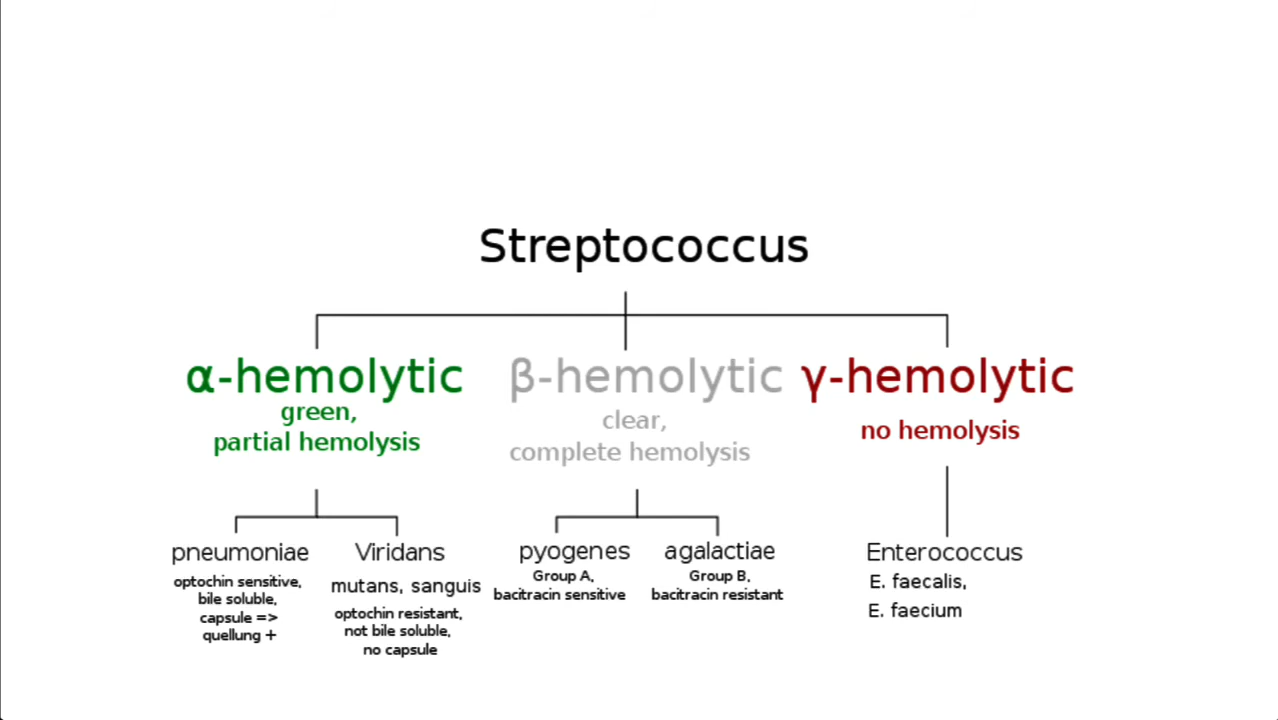 Streptococcus
α-hemolytic
green,
partial hemolysis
β-hemolytic
clear,
complete hemolysis
γ-hemolytic
no hemolysis
pneumoniae
optochin sensitive,
bile soluble,
capsule =>
quellung +
Viridans
mutans, sanguis
optochin resistant,
not bile soluble,
no capsule
pyogenes
Group A,
bacitracin sensitive
agalactiae
Group B,
bacitracin resistant
Enterococcus
E. faecalis,
E. faecium